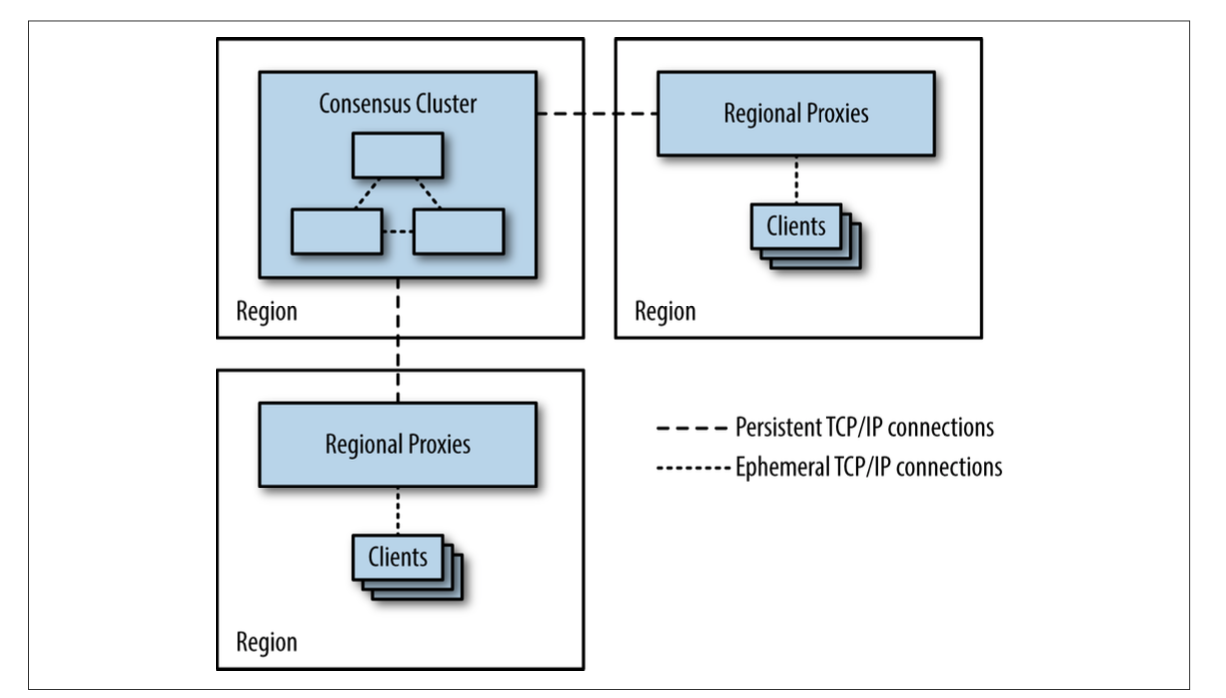 Consensus Cluster
Region
Regional Proxies
Clients
Region
Regional Proxies
Clients
Region
Persistent TCP/IP connections
Ephemeral TCP/IP connections